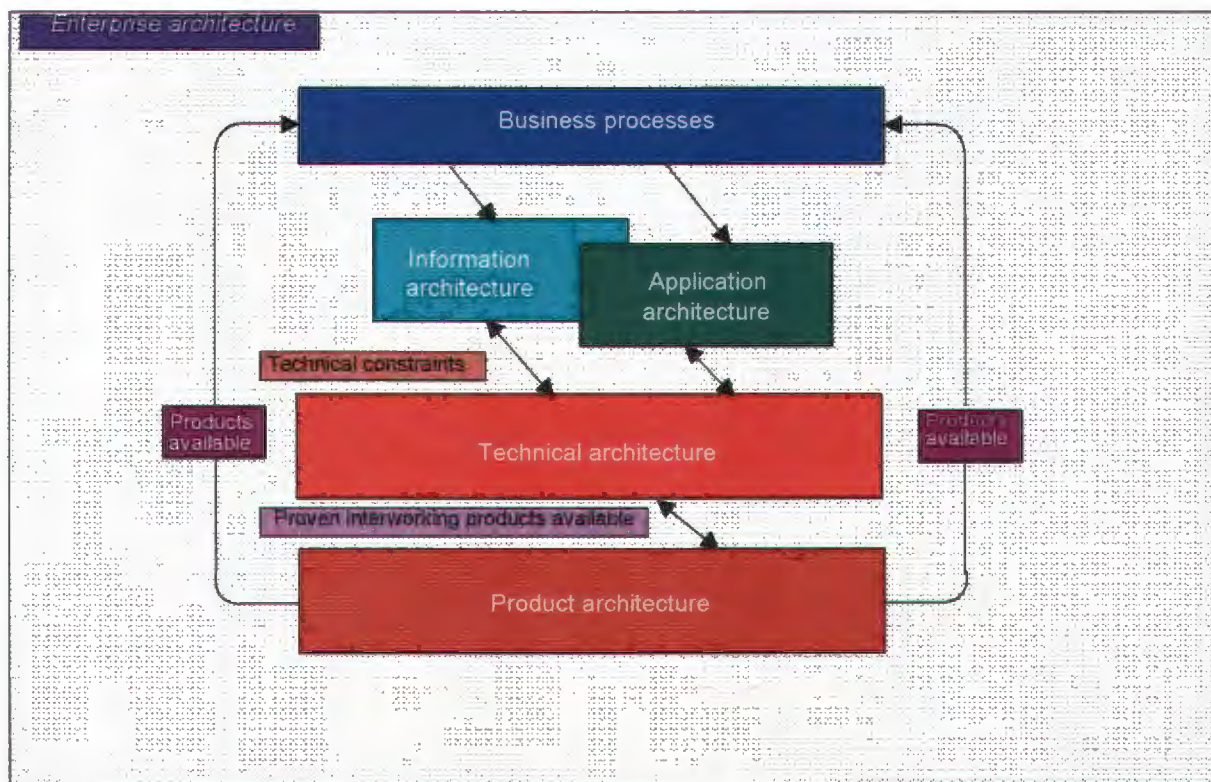 Enterprise architecture
Business processes
Information
architecture
Application
architecture
Technical constraints
Products
available
Products
available
Technical architecture
Proven interworking products available
Product architecture